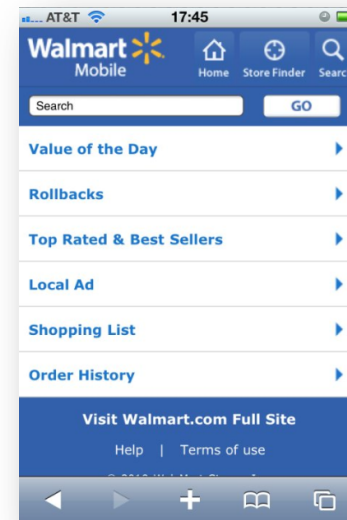 AT&T 17:45
Walmart
Mobile
Home Store Finder Searc
Search GO
Value of the Day
Rollbacks
Top Rated & Best Sellers
Local Ad
Shopping List
Order History
Visit Walmart.com Full Site
Help | Terms of use